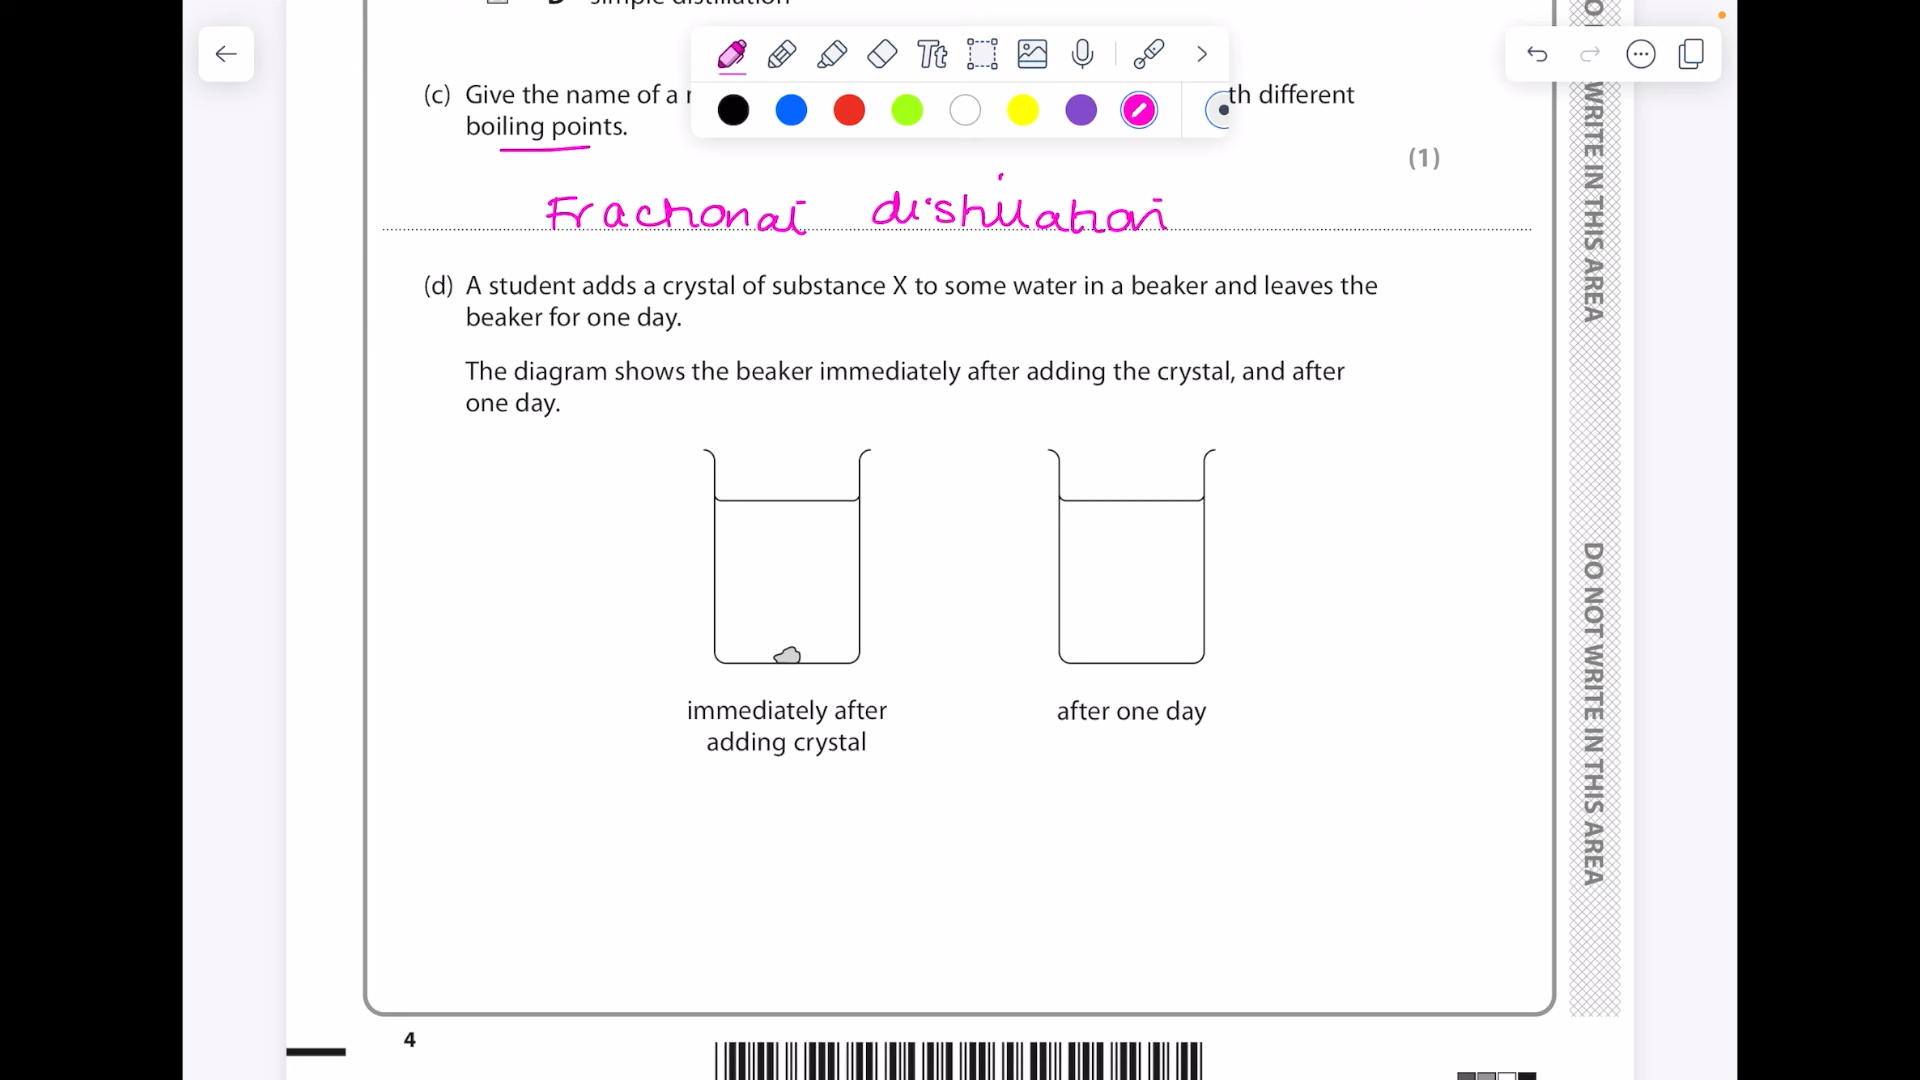 (c) Give the name of a th different
boiling points.
(1)
Fractional distillation
(d) A student adds a crystal of substance X to some water in a beaker and leaves the
beaker for one day.
The diagram shows the beaker immediately after adding the crystal, and after
one day.
immediately after
adding crystal
after one day
4
Tt
WRITE IN THIS AREA
DO NOT WRITE IN THIS AREA